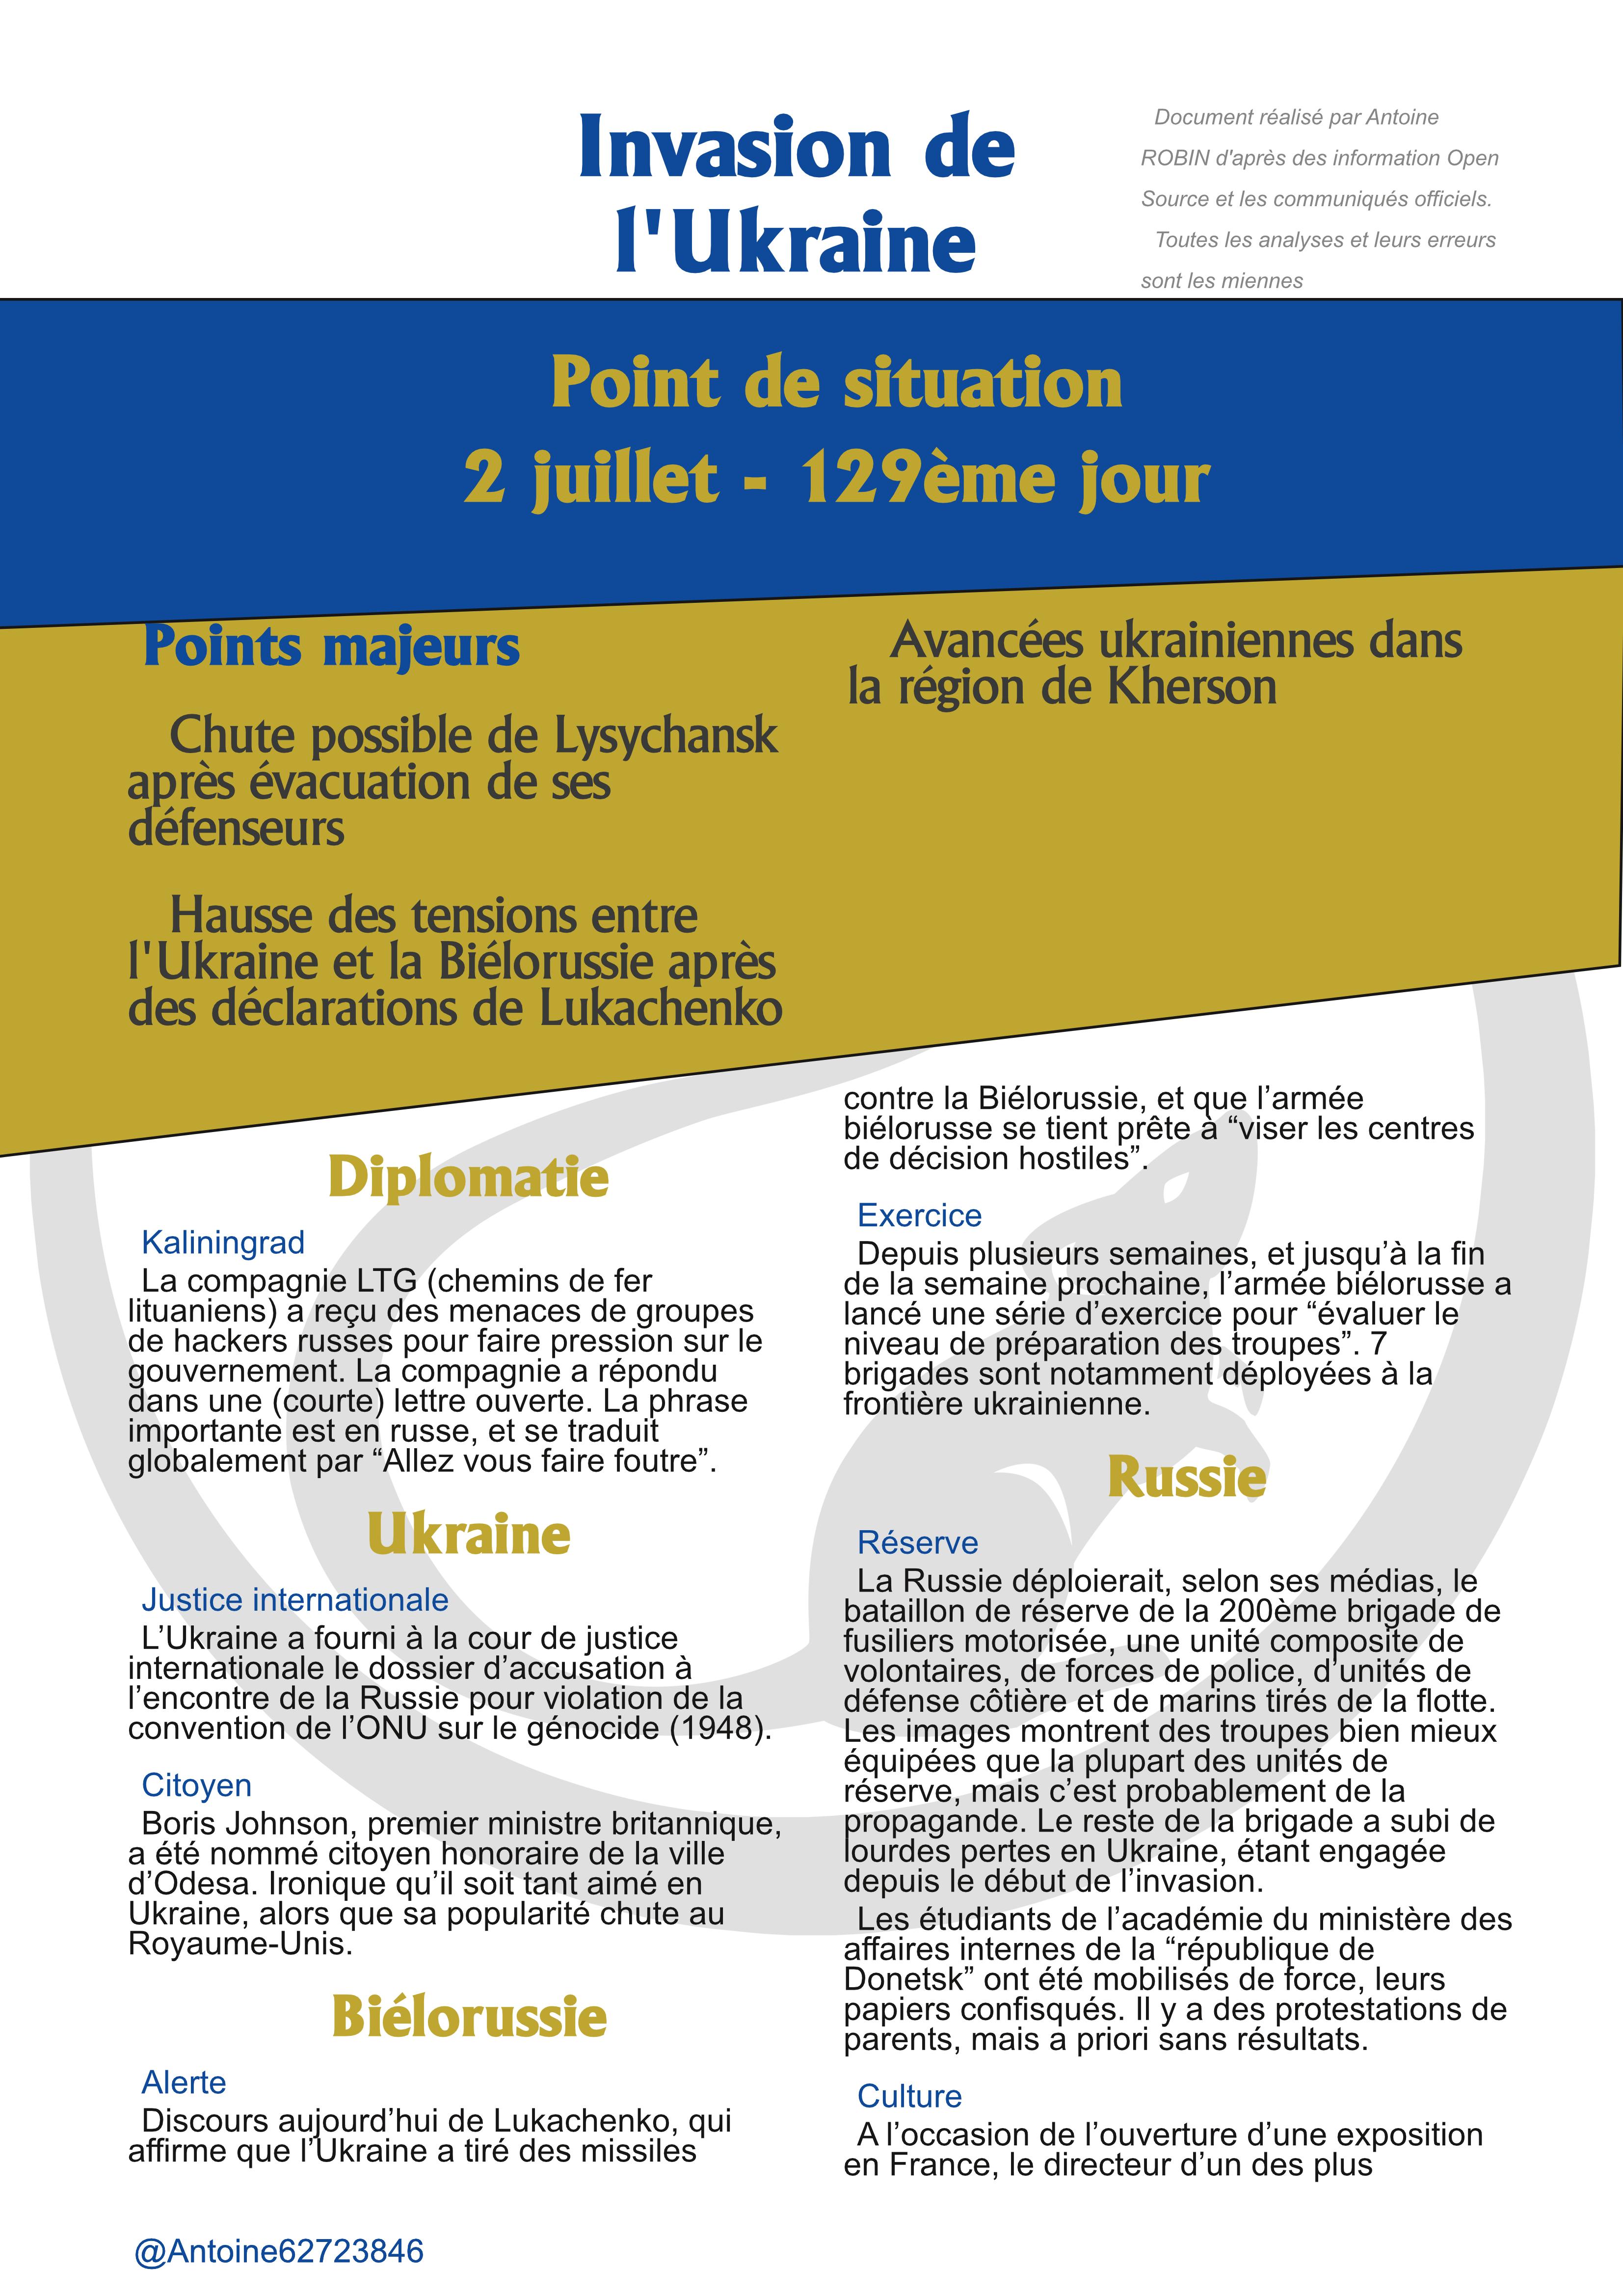 Invasion de
l'Ukraine
Document réalisé par Antoine
ROBIN d'après des information Open
Source et les communiqués officiels.
Toutes les analyses et leurs erreurs
sont les miennes
Point de situation
2 juillet - 129ème jour
Points majeurs
Chute possible de Lysychansk
après évacuation de ses
défenseurs
Hausse des tensions entre
l'Ukraine et la Biélorussie après
des déclarations de Lukachenko
Avancées ukrainiennes dans
la région de Kherson
Diplomatie
Kaliningrad
La compagnie LTG (chemins de fer
lituaniens) a reçu des menaces de groupes
de hackers russes pour faire pression sur le
gouvernement. La compagnie a répondu
dans une (courte) lettre ouverte. La phrase
importante est en russe, et se traduit
globalement par “Allez vous faire foutre”.
Ukraine
Justice internationale
L’Ukraine a fourni à la cour de justice
internationale le dossier d’accusation à
l’encontre de la Russie pour violation de la
convention de l’ONU sur le génocide (1948).
Citoyen
Boris Johnson, premier ministre britannique,
a été nommé citoyen honoraire de la ville
d’Odesa. Ironique qu’il soit tant aimé en
Ukraine, alors que sa popularité chute au
Royaume-Unis.
Biélorussie
Alerte
Discours aujourd’hui de Lukachenko, qui
affirme que l’Ukraine a tiré des missiles
contre la Biélorussie, et que l’armée
biélorusse se tient prête à “viser les centres
de décision hostiles”.
Exercice
Depuis plusieurs semaines, et jusqu’à la fin
de la semaine prochaine, l’armée biélorusse a
lancé une série d’exercice pour “évaluer le
niveau de préparation des troupes”. 7
brigades sont notamment déployées à la
frontière ukrainienne.
Russie
Réserve
La Russie déploierait, selon ses médias, le
bataillon de réserve de la 200ème brigade de
fusiliers motorisée, une unité composite de
volontaires, de forces de police, d’unités de
défense côtière et de marins tirés de la flotte.
Les images montrent des troupes bien mieux
équipées que la plupart des unités de
réserve, mais c’est probablement de la
propagande. Le reste de la brigade a subi de
lourdes pertes en Ukraine, étant engagée
depuis le début de l’invasion.
Les étudiants de l’académie du ministère des
affaires internes de la “république de
Donetsk” ont été mobilisés de force, leurs
papiers confisqués. Il y a des protestations de
parents, mais a priori sans résultats.
Culture
A l’occasion de l’ouverture d’une exposition
en France, le directeur d’un des plus
@Antoine62723846